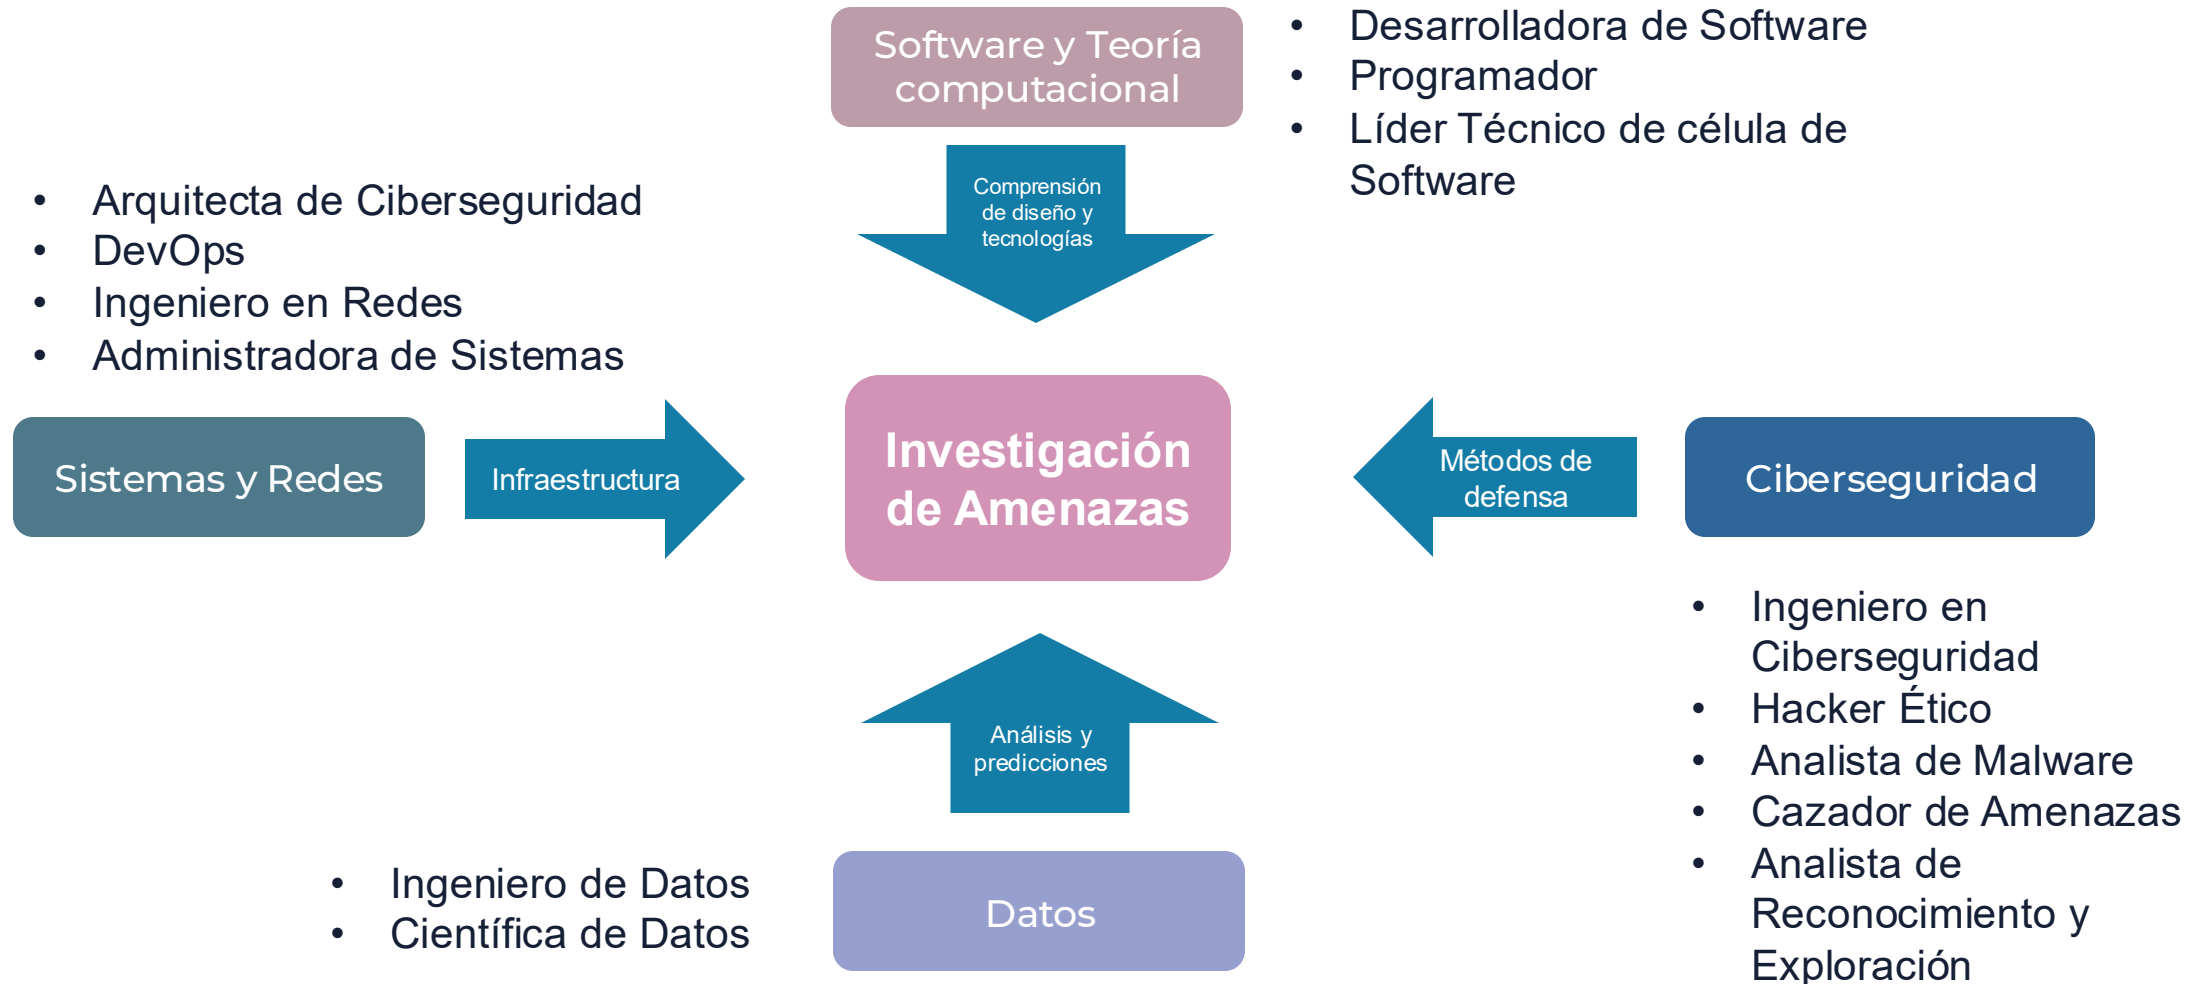 Software y Teoría
computacional
• Desarrolladora de Software
• Programador
• Líder Técnico de célula de
Software
Comprensión
de diseño y
tecnologías
• Arquitecta de Ciberseguridad
• DevOps
• Ingeniero en Redes
• Administradora de Sistemas
Sistemas y Redes
Infraestructura
Investigación
de Amenazas
Métodos de
defensa
Ciberseguridad
• Ingeniero en
Ciberseguridad
• Hacker Ético
• Analista de Malware
• Cazador de Amenazas
• Analista de
Reconocimiento y
Exploración
Análisis y
predicciones
• Ingeniero de Datos
• Científica de Datos
Datos